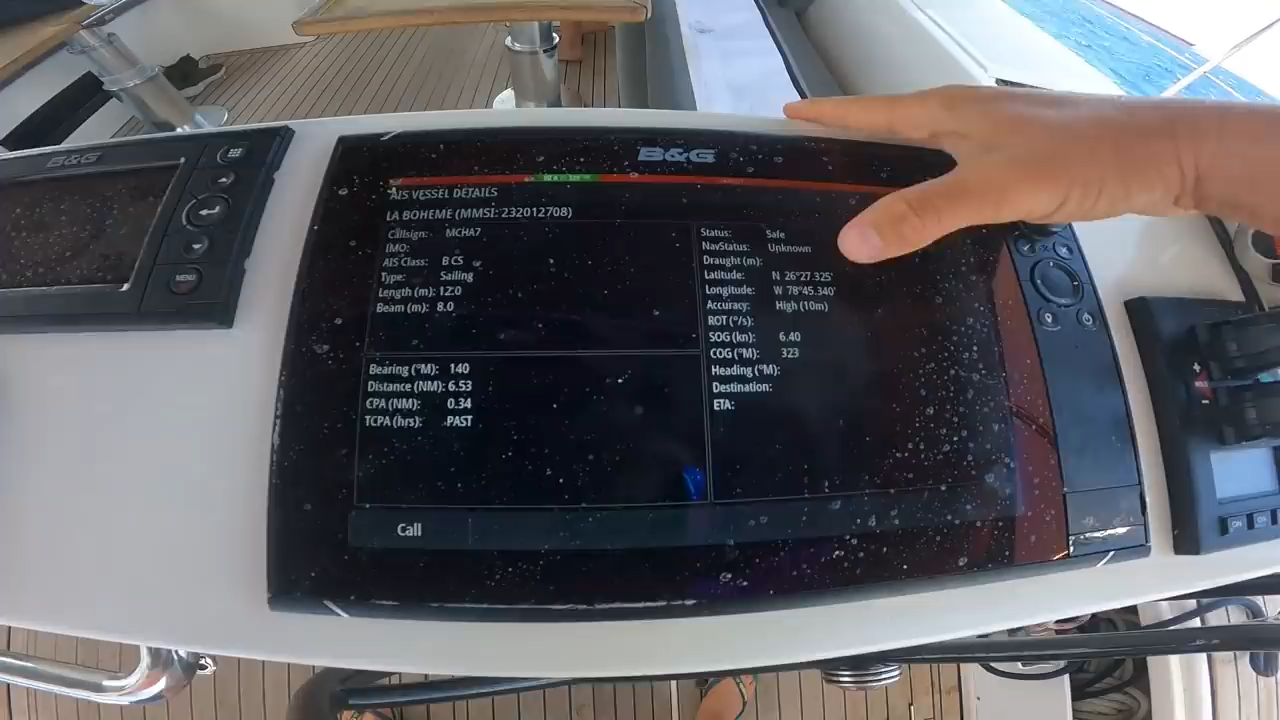 B&G
MENU
B&G
AIS VESSEL DETAILS
LA BOHEME (MMSI: 232012708)
Callsign: MCHA7
IMO:
AIS Class: B CS
Type: Sailing
Length (m): 12.0
Beam (m): 8.0
Bearing (°M): 140
Distance (NM): 6.53
CPA (NM): 0.34
TCPA (hrs): PAST
Status: Safe
NavStatus: Unknown
Draught (m):
Latitude: N 26°27.325'
Longitude: W 78°45.340'
Accuracy: High (10m)
ROT (°/s):
SOG (kn): 6.40
COG (°M): 323
Heading (°M):
Destination:
ETA:
Call